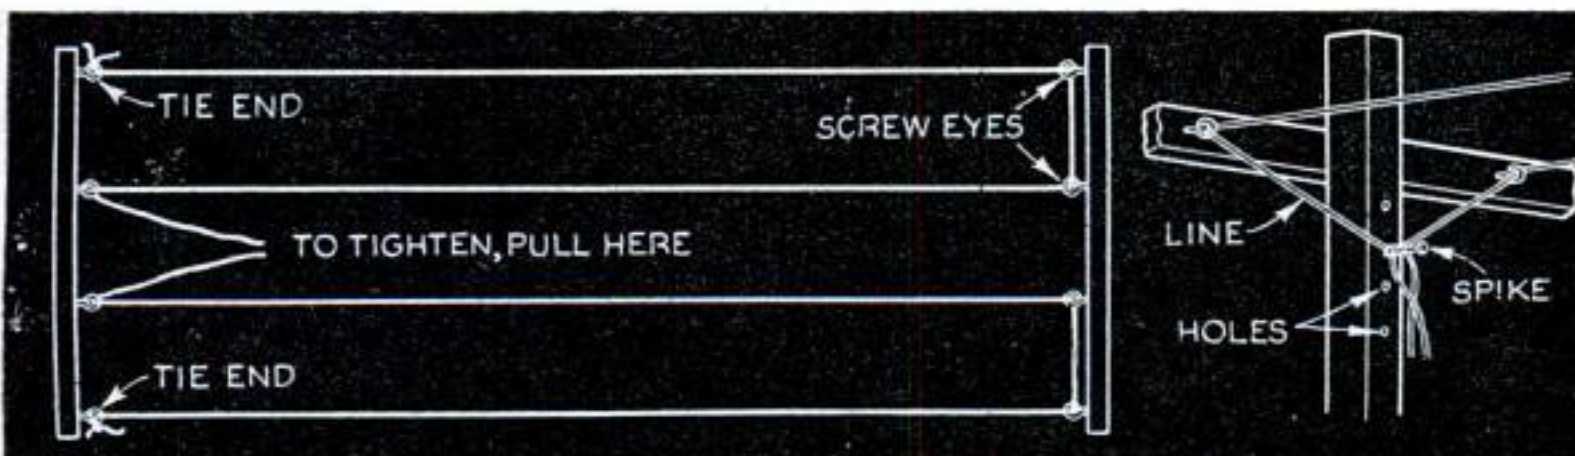 TIE END
SCREW EYES
TO TIGHTEN, PULL HERE
TIE END
LINE
SPIKE
HOLES